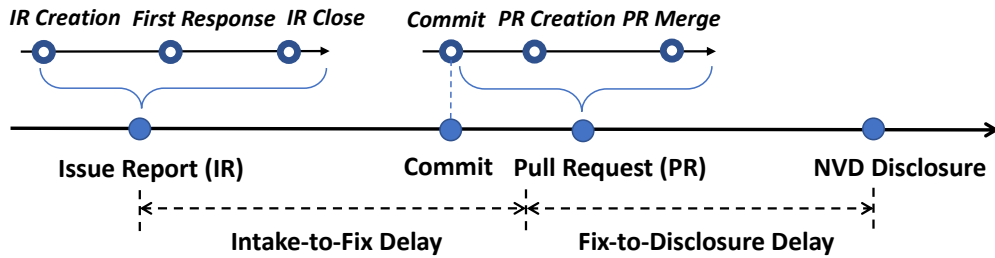 IR Creation First Response IR Close Commit PR Creation PR Merge
Issue Report (IR) Commit Pull Request (PR) NVD Disclosure
Intake-to-Fix Delay Fix-to-Disclosure Delay